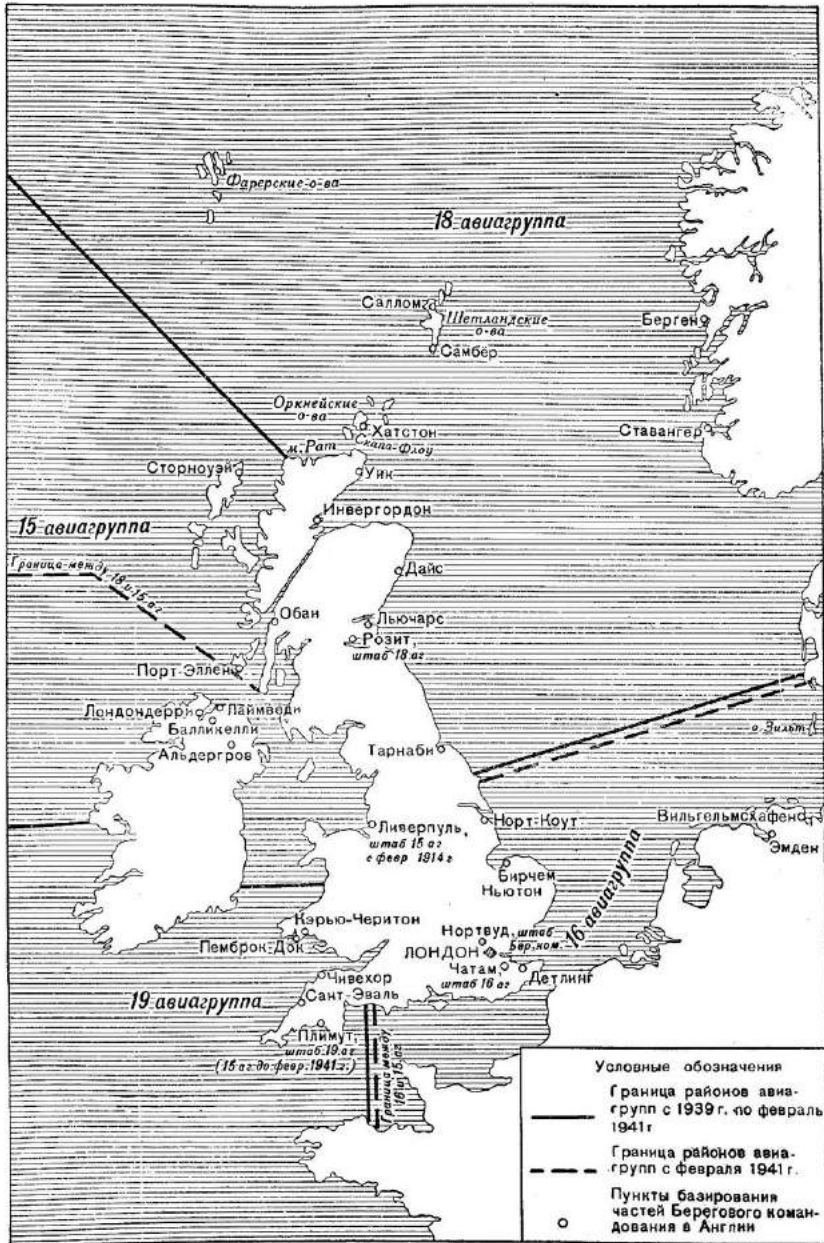 Фарерские о-ва
18 авиагруппа
Саллом
Шетландские
о-ва
Берген
Самбёр
Оркнейские
о-ва
Хатстон
Скапа-Флоу
Ставангер
м. Рат
Сторноуэй
Уик
Инвергордон
15 авиагруппа
Граница между 18 и 15 аг
Дайс
Обан
Льючарс
Розит,
штаб 18 аг
Порт-Эллен
Лондондерри
Лаймведи
Балликелли
Альдергров
о. Зильт
Тарнаби
Ливерпуль,
штаб 15 аг
с февр 1914 г
Норт-Коут
Вильгельмсхафен
Эмден
Бирчем
Ньютон
16 авиагруппа
Кэрью-Черитон
Пемброк-Док
Нортвуд, штаб
Бер. ком.
ЛОНДОН
Чатам,
штаб 16 аг
Детлинг
Чивехор
19 авиагруппа
Сант-Эваль
Плимут,
штаб 19 аг
(15 аг до февр. 1941 г.)
Граница между
16 и 15 аг
Условные обозначения
Граница районов авиа-
групп с 1939 г. по февраль
1941 г
Граница районов авиа-
групп с февраля 1941 г.
Пункты базирования
частей Берегового коман-
дования в Англии